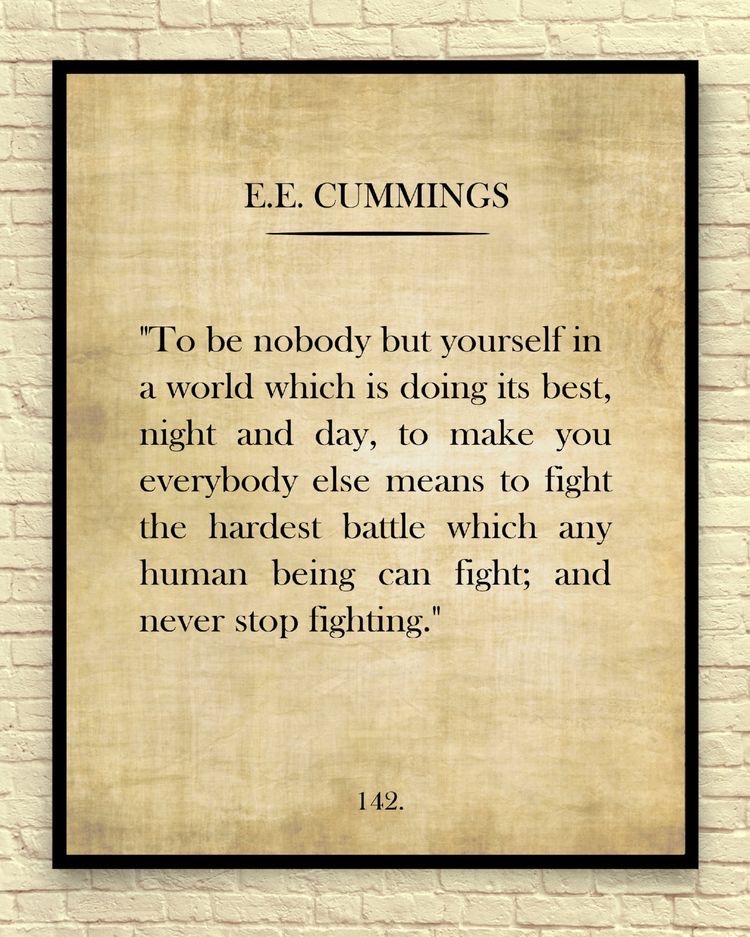 E.E. CUMMINGS
"To be nobody but yourself in
a world which is doing its best,
night and day, to make you
everybody else means to fight
the hardest battle which any
human being can fight; and
never stop fighting."
142.